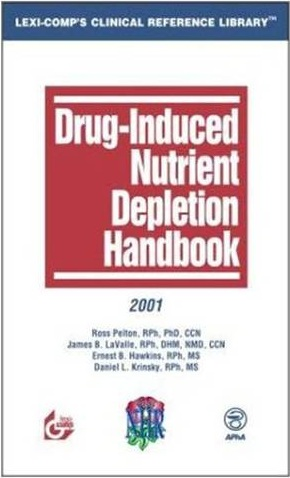 LEXI-COMP'S CLINICAL REFERENCE LIBRARY™
Drug-Induced
Nutrient
Depletion
Handbook
2001
Ross Pelton, RPh, PhD, CCN
James B. LaValle, RPh, DHM, NMD, CCN
Ernest B. Hawkins, RPh, MS
Daniel L. Krinsky, RPh, MS
APhA